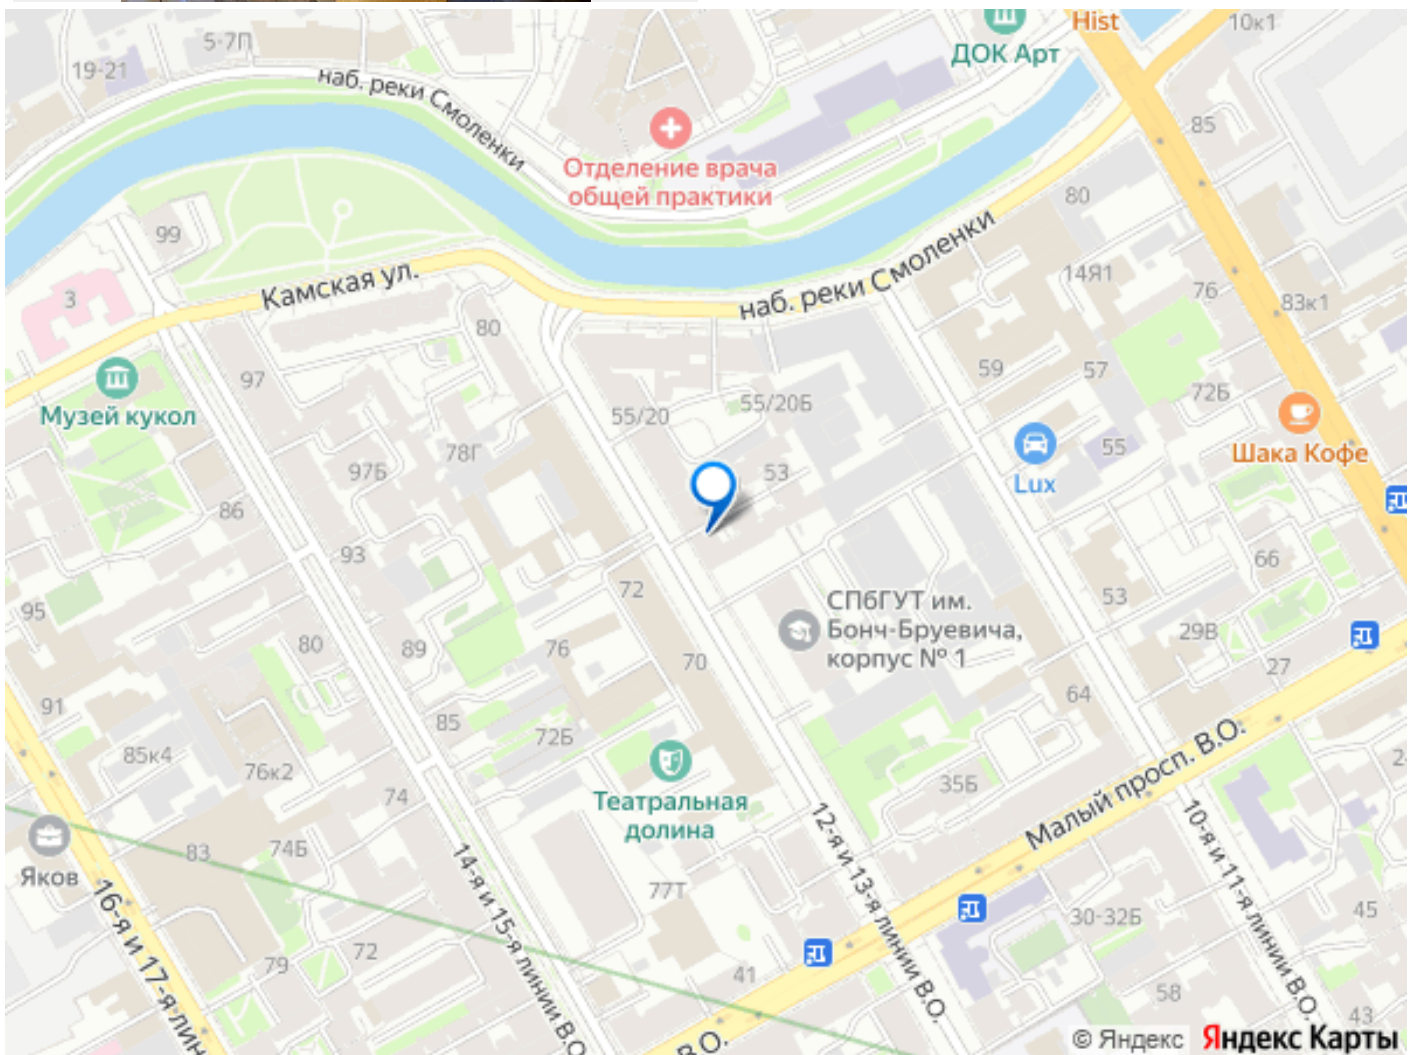 Hist
10к1
5-7П
ДОК Арт
19-21
наб. реки Смоленки
85
Отделение врача
общей практики
80
99
наб. реки Смоленки
14Я1
Камская ул.
76
3
83к1
80
59
57
97
72Б
55/20Б
Музей кукол
55/20
55
Шака Кофе
78Г
97Б
53
Lux
86
93
66
72
СПбГУТ им.
Бонч-Бруевича,
корпус № 1
53
95
29В
80
89
76
70
27
64
91
85
72Б
85к4
76к2
35Б
Малый просп. В.О.
74
Театральная
долина
12-я и 13-я линии В.О.
10-я и 11-я линии В.О.
83
74Б
Яков
14-я и 15-я линии В.О.
77Т
16-я и 17-я лин
30-32Б
45
72
79
41
58
43
В.О.
© Яндекс Яндекс Карты